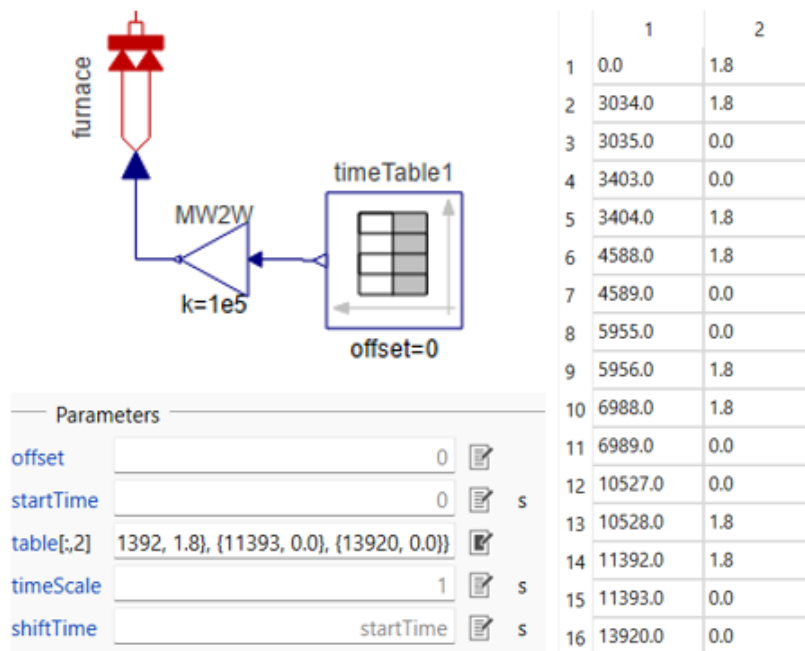 furnace
timeTable1
MW2W
k=1e5
offset=0
Parameters
offset 0
startTime 0 s
table[:,2] 1392, 1.8}, {11393, 0.0}, {13920, 0.0}}
timeScale 1 s
shiftTime startTime s
1 2
1 0.0 1.8
2 3034.0 1.8
3 3035.0 0.0
4 3403.0 0.0
5 3404.0 1.8
6 4588.0 1.8
7 4589.0 0.0
8 5955.0 0.0
9 5956.0 1.8
10 6988.0 1.8
11 6989.0 0.0
12 10527.0 0.0
13 10528.0 1.8
14 11392.0 1.8
15 11393.0 0.0
16 13920.0 0.0